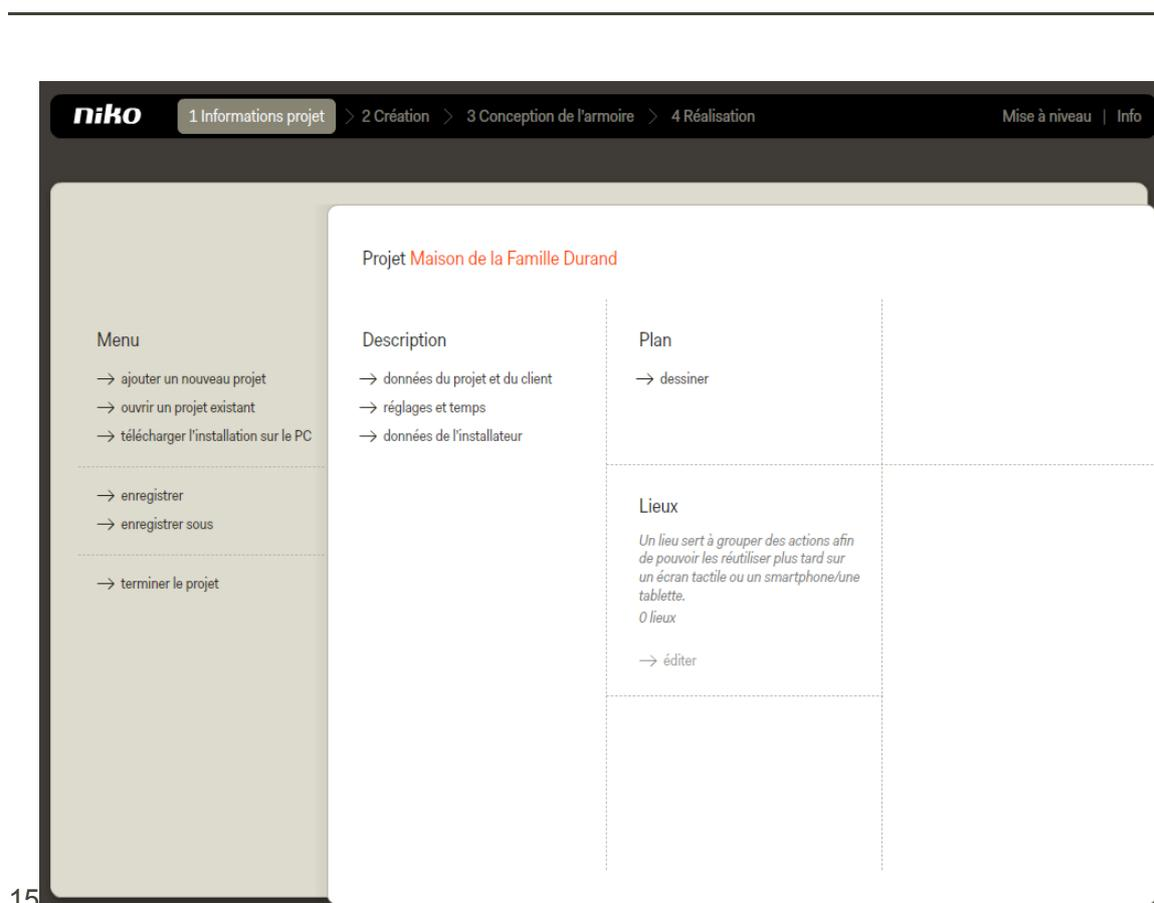 niko
1 Informations projet > 2 Création > 3 Conception de l'armoire > 4 Réalisation
Mise à niveau | Info
Projet Maison de la Famille Durand
Menu
→ ajouter un nouveau projet
→ ouvrir un projet existant
→ télécharger l'installation sur le PC
→ enregistrer
→ enregistrer sous
→ terminer le projet
Description
→ données du projet et du client
→ réglages et temps
→ données de l'installateur
Plan
→ dessiner
Lieux
Un lieu sert à grouper des actions afin
de pouvoir les réutiliser plus tard sur
un écran tactile ou un smartphone/une
tablette.
0 lieux
→ éditer
15